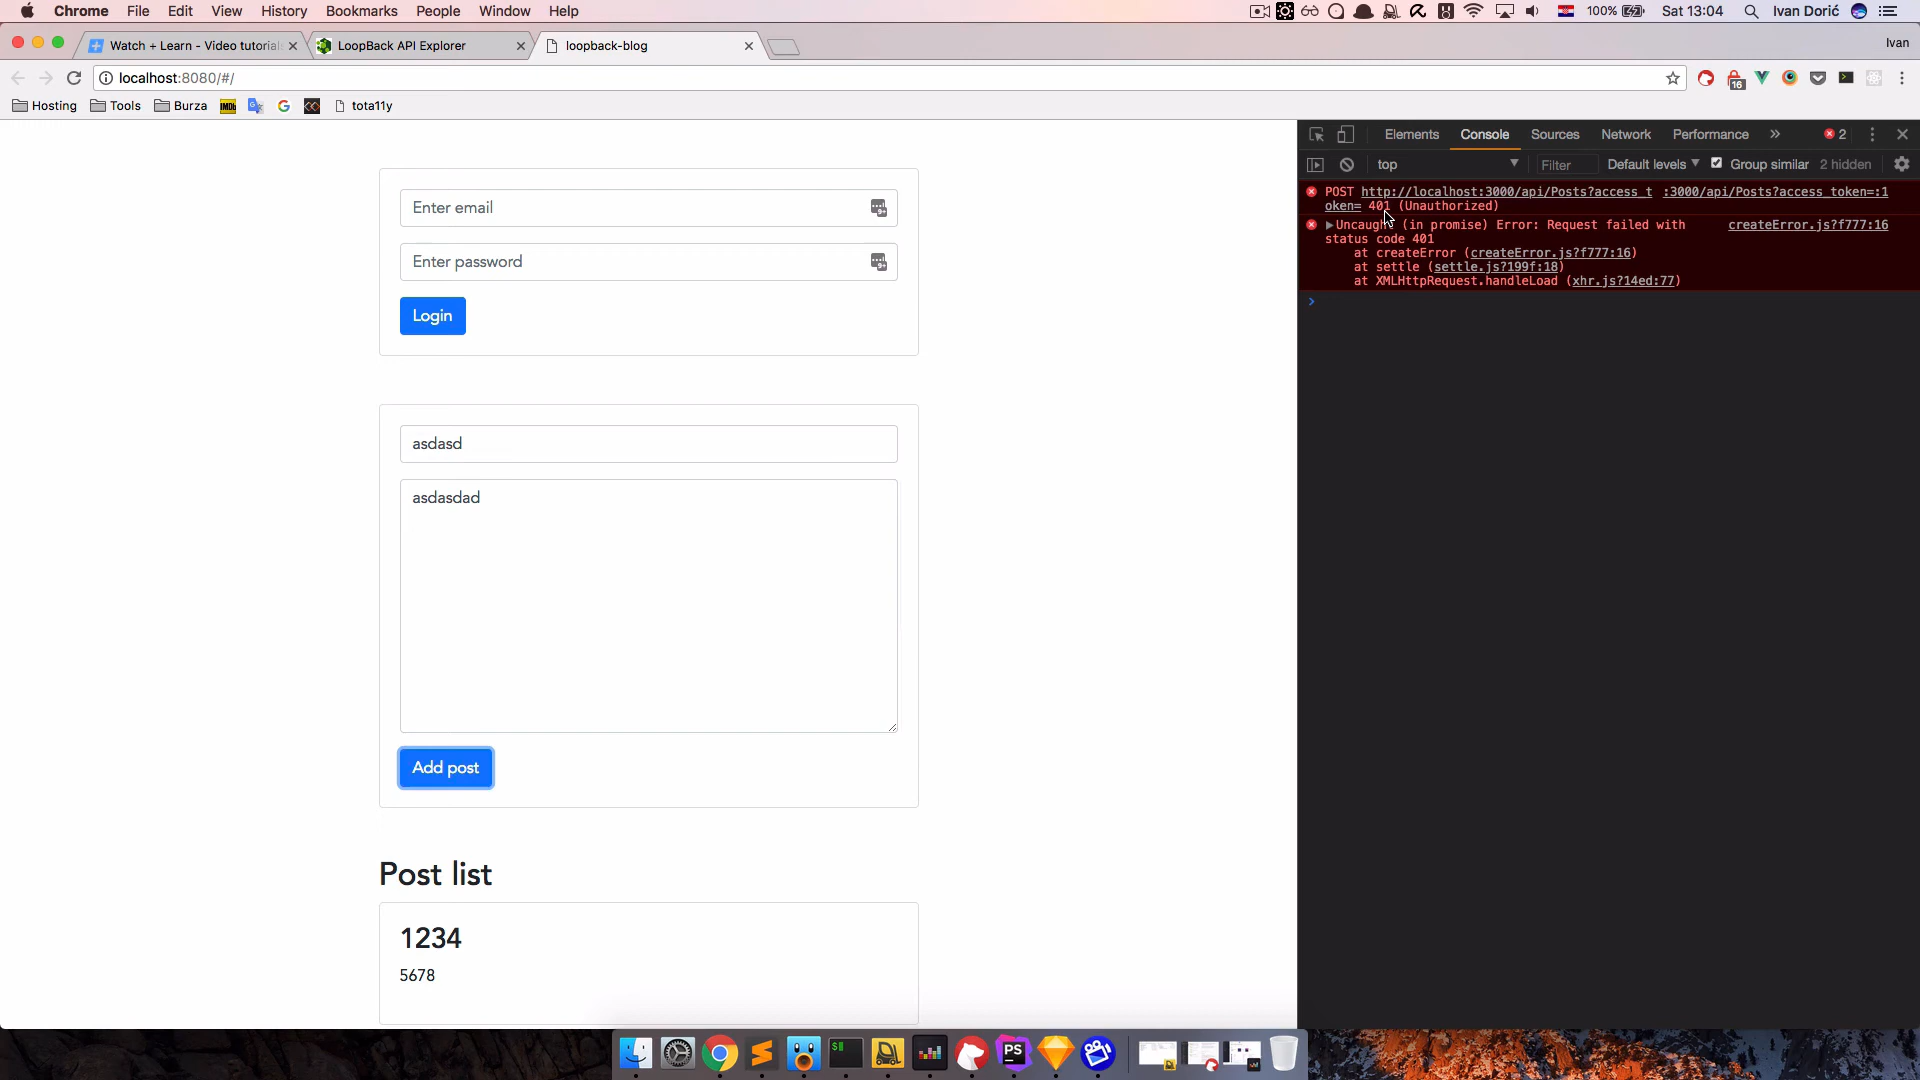 Chrome File Edit View History Bookmarks People Window Help 100% Sat 13:04 Ivan Dorić
Watch + Learn - Video tutorial LoopBack API Explorer loopback-blog Ivan
localhost:8080/#/ 16
Hosting Tools Burza IMDb G tota11y
Elements Console Sources Network Performance » 2
top Filter Default levels Group similar 2 hidden
POST http://localhost:3000/api/Posts?access_t :3000/api/Posts?access_token=:1
oken= 401 (Unauthorized)
(in promise) Error: Request failed with createError.js?f777:16
status code 401
at createError (createError.js?f777:16)
at settle (settle.js?199f:18)
at XMLHttpRequest.handleLoad (xhr.js?14ed:77)
Enter email
Enter password
Login
asdasd
asdasdad
Add post
Post list
1234
5678
$
PS